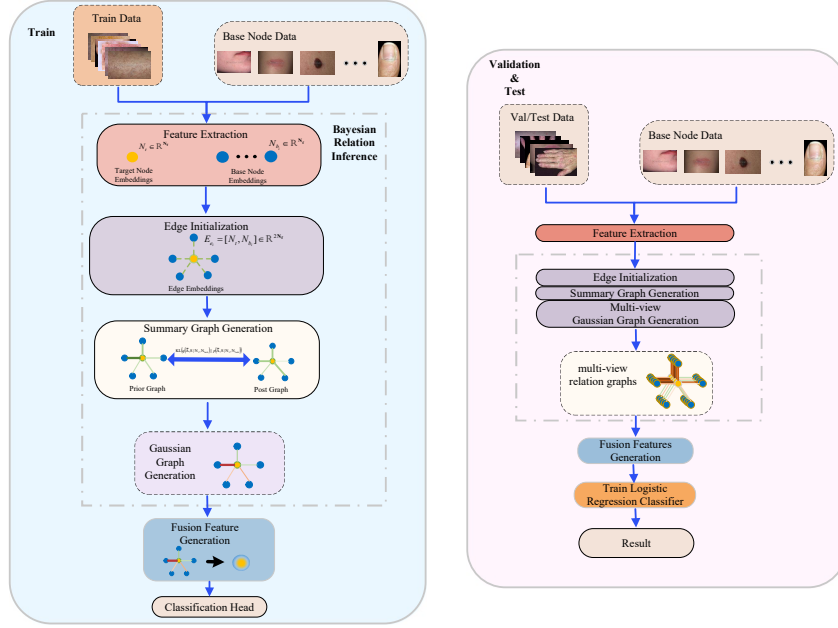 Train
Train Data
Base Node Data
Bayesian
Relation
Inference
Feature Extraction
N_t ∈ ℝ^{N_d}
Target Node
Embeddings
Base Node
Embeddings
Edge Initialization
Edge Embeddings
Summary Graph Generation
Prior Graph
Post Graph
Gaussian
Graph
Generation
Fusion Feature
Generation
Classification Head
Validation
&
Test
Val/Test Data
Base Node Data
Feature Extraction
Edge Initialization
Summary Graph Generation
Multi-view
Gaussian Graph Generation
multi-view
relation graphs
Fusion Features
Generation
Train Logistic
Regression Classifier
Result